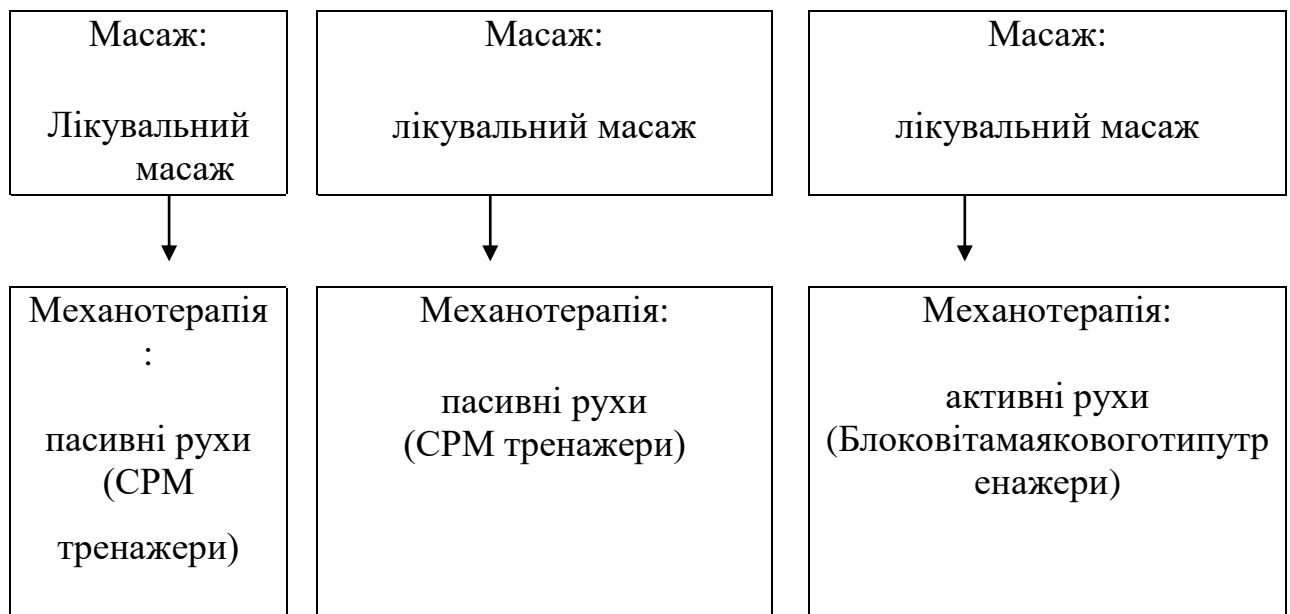 Масаж:
Лікувальний
масаж
Масаж:
лікувальний масаж
Масаж:
лікувальний масаж
Механотерапія
:
пасивні рухи
(СРМ
тренажери)
Механотерапія:
пасивні рухи
(СРМ тренажери)
Механотерапія:
активні рухи
(Блоковітамаяковоготипутр
енажери)